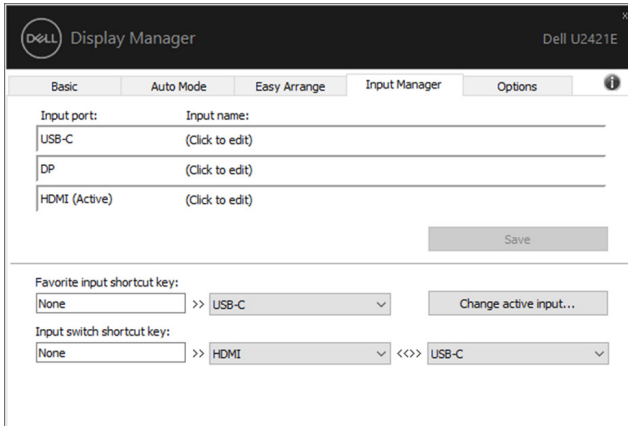 x
DELL Display Manager Dell U2421E
Basic Auto Mode Easy Arrange Input Manager Options i
Input port: Input name:
USB-C (Click to edit)
DP (Click to edit)
HDMI (Active) (Click to edit)
Save
Favorite input shortcut key:
None >> USB-C Change active input...
Input switch shortcut key:
None >> HDMI <<>> USB-C